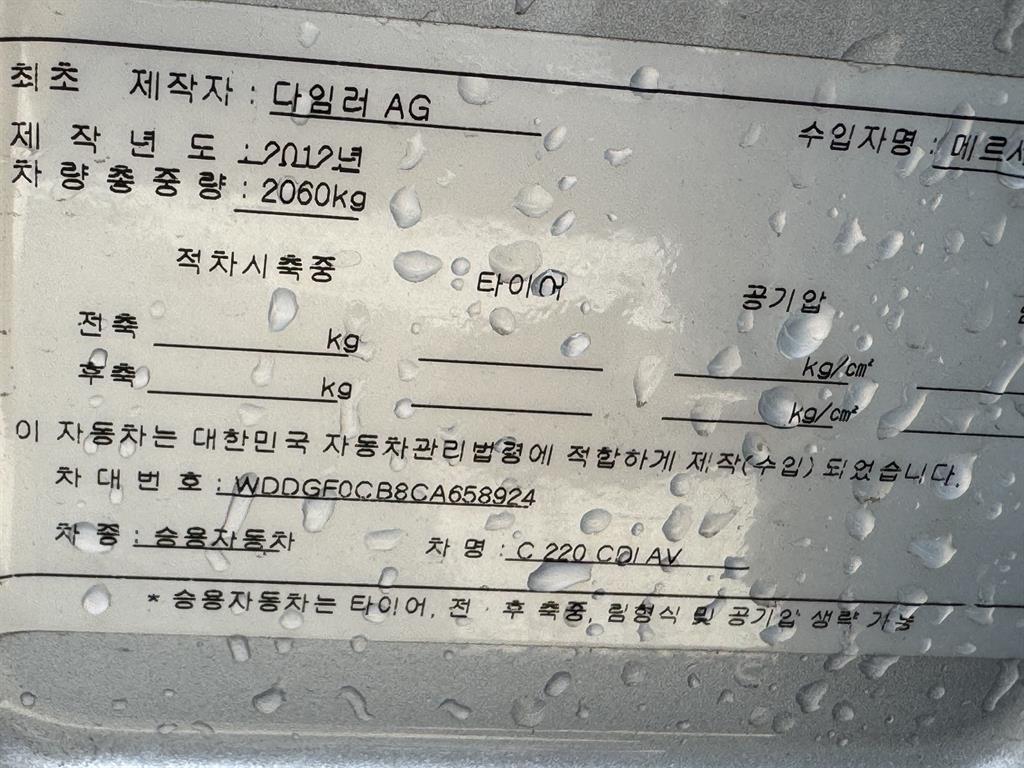 최초 제작자 : 다임러 AG
수입자명 : 메르세
제작년도 : 2012년
차량총중량 : 2060kg
적차시축중 타이어 공기압
전축 kg kg/cm²
후축 kg kg/cm²
이 자동차는 대한민국 자동차관리법령에 적합하게 제작(수입) 되었습니다.
차대번호 : WDDGF0CB8CA658924
차종 : 승용자동차 차명 : C 220 CDI AV
* 승용자동차는 타이어, 전·후 축중, 림형식 및 공기압 생략 가능